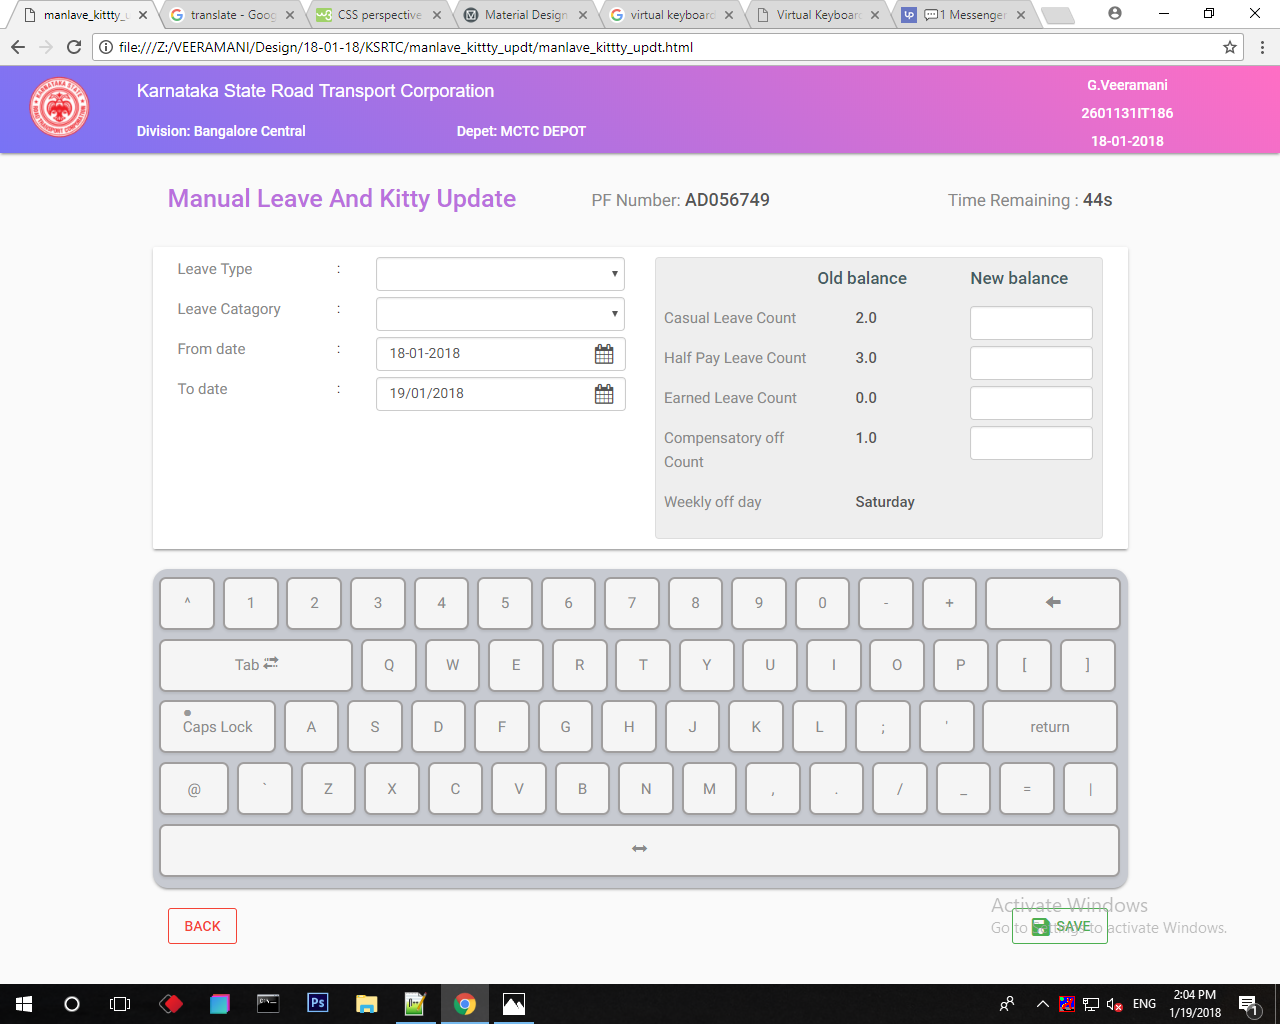 manlave_kittty_u
translate - Goog
CSS perspective
Material Design
virtual keyboard
Virtual Keyboard
1 Messenger
file:///Z:/VEERAMANI/Design/18-01-18/KSRTC/manlave_kittty_updt/manlave_kittty_updt.html
Karnataka State Road Transport Corporation
G.Veeramani
2601131IT186
18-01-2018
Division: Bangalore Central
Depet: MCTC DEPOT
Manual Leave And Kitty Update
PF Number: AD056749
Time Remaining : 44s
Leave Type :
Leave Catagory :
From date : 18-01-2018
To date : 19/01/2018
Old balance New balance
Casual Leave Count 2.0
Half Pay Leave Count 3.0
Earned Leave Count 0.0
Compensatory off 1.0
Count
Weekly off day Saturday
^ 1 2 3 4 5 6 7 8 9 0 - +
Tab Q W E R T Y U I O P [ ]
Caps Lock A S D F G H J K L ; ' return
@ ` Z X C V B N M , . / _ = |
BACK
SAVE
Activate Windows
Go to Settings to activate Windows.
Ps
ENG
2:04 PM
1/19/2018
1